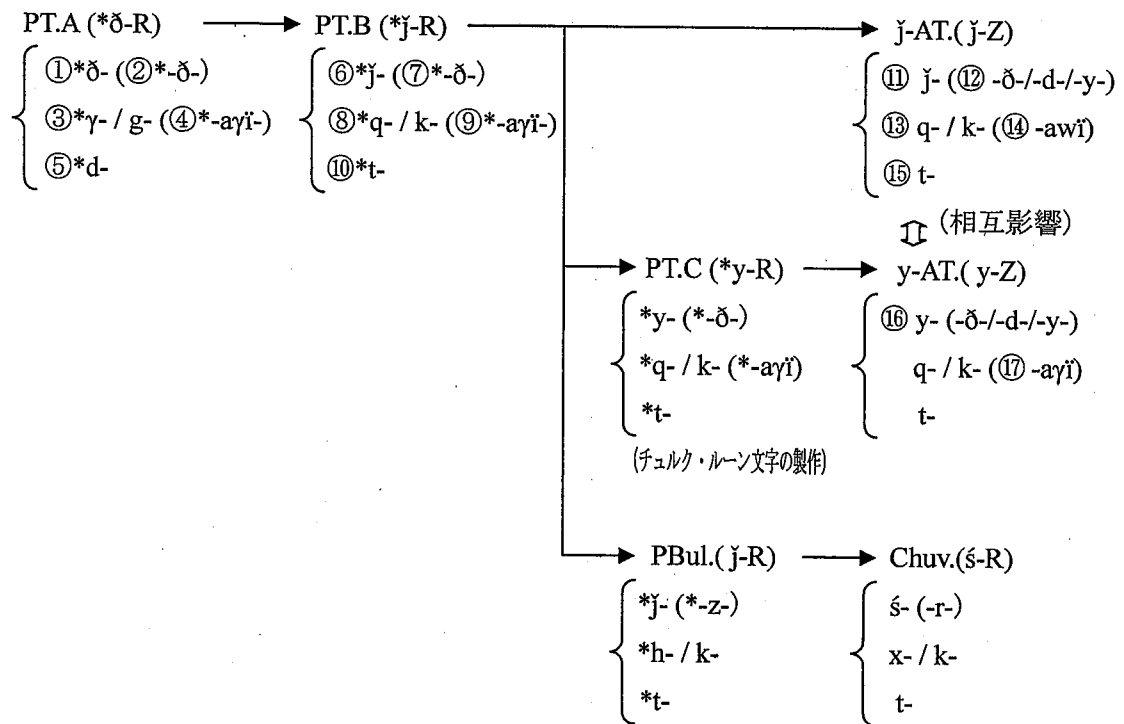 PT.A (*ð-R)
①*ð- (②*-ð-)
③*γ- / g- (④*-aγï-)
⑤*d-
PT.B (*ǰ-R)
⑥*ǰ- (⑦*-ð-)
⑧*q- / k- (⑨*-aγï-)
⑩*t-
ǰ-AT.(ǰ-Z)
⑪ ǰ- (⑫ -ð-/-d-/-y-)
⑬ q- / k- (⑭ -awï)
⑮ t-
(相互影響)
PT.C (*y-R)
*y- (*-ð-)
*q- / k- (*-aγï)
*t-
(チュルク・ルーン文字の製作)
y-AT.( y-Z)
⑯ y- (-ð-/-d-/-y-)
q- / k- (⑰ -aγï)
t-
PBul.( ǰ-R)
*ǰ- (*-z-)
*h- / k-
*t-
Chuv.(ś-R)
ś- (-r-)
x- / k-
t-